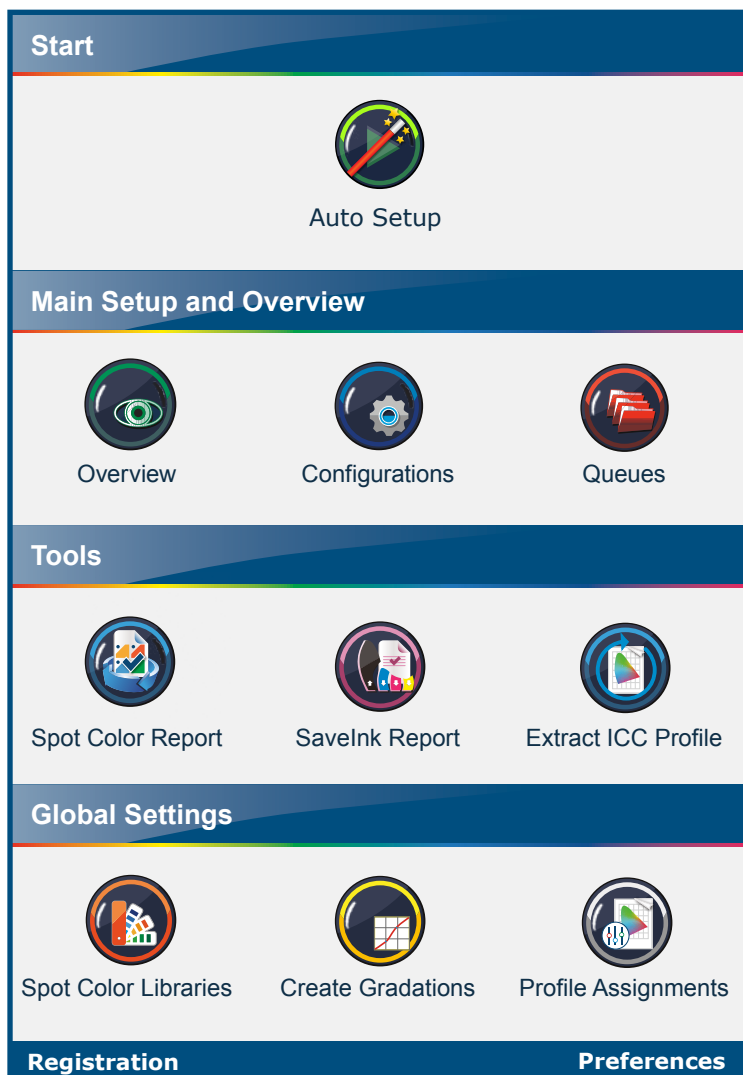 Start
Auto Setup
Main Setup and Overview
Overview Configurations Queues
Tools
Spot Color Report SaveInk Report Extract ICC Profile
Global Settings
Spot Color Libraries Create Gradations Profile Assignments
Registration Preferences